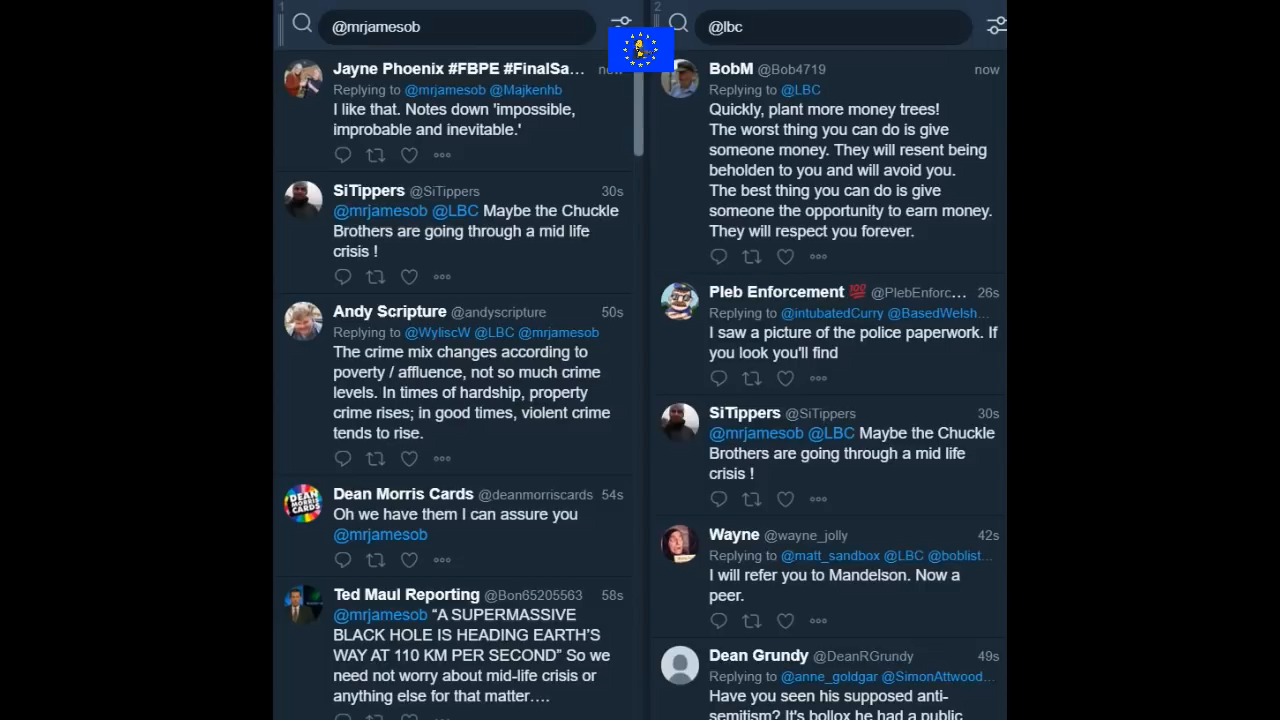 1
@mrjamesob
Jayne Phoenix #FBPE #FinalSa… now
Replying to @mrjamesob @Majkenhb
I like that. Notes down 'impossible,
improbable and inevitable.'
SiTippers @SiTippers 30s
@mrjamesob @LBC Maybe the Chuckle
Brothers are going through a mid life
crisis !
Andy Scripture @andyscripture 50s
Replying to @WyliscW @LBC @mrjamesob
The crime mix changes according to
poverty / affluence, not so much crime
levels. In times of hardship, property
crime rises; in good times, violent crime
tends to rise.
DEAN
MORRIS
CARDS
Dean Morris Cards @deanmorriscards 54s
Oh we have them I can assure you
@mrjamesob
Ted Maul Reporting @Bon65205563 58s
@mrjamesob “A SUPERMASSIVE
BLACK HOLE IS HEADING EARTH’S
WAY AT 110 KM PER SECOND” So we
need not worry about mid-life crisis or
anything else for that matter….
2
@lbc
BobM @Bob4719 now
Replying to @LBC
Quickly, plant more money trees!
The worst thing you can do is give
someone money. They will resent being
beholden to you and will avoid you.
The best thing you can do is give
someone the opportunity to earn money.
They will respect you forever.
Pleb Enforcement 💯 @PlebEnforc… 26s
Replying to @intubatedCurry @BasedWelsh…
I saw a picture of the police paperwork. If
you look you'll find
SiTippers @SiTippers 30s
@mrjamesob @LBC Maybe the Chuckle
Brothers are going through a mid life
crisis !
Wayne @wayne_jolly 42s
Replying to @matt_sandbox @LBC @boblist…
I will refer you to Mandelson. Now a
peer.
Dean Grundy @DeanRGrundy 49s
Replying to @anne_goldgar @SimonAttwood…
Have you seen his supposed anti-
semitism? It's bollox he had a public